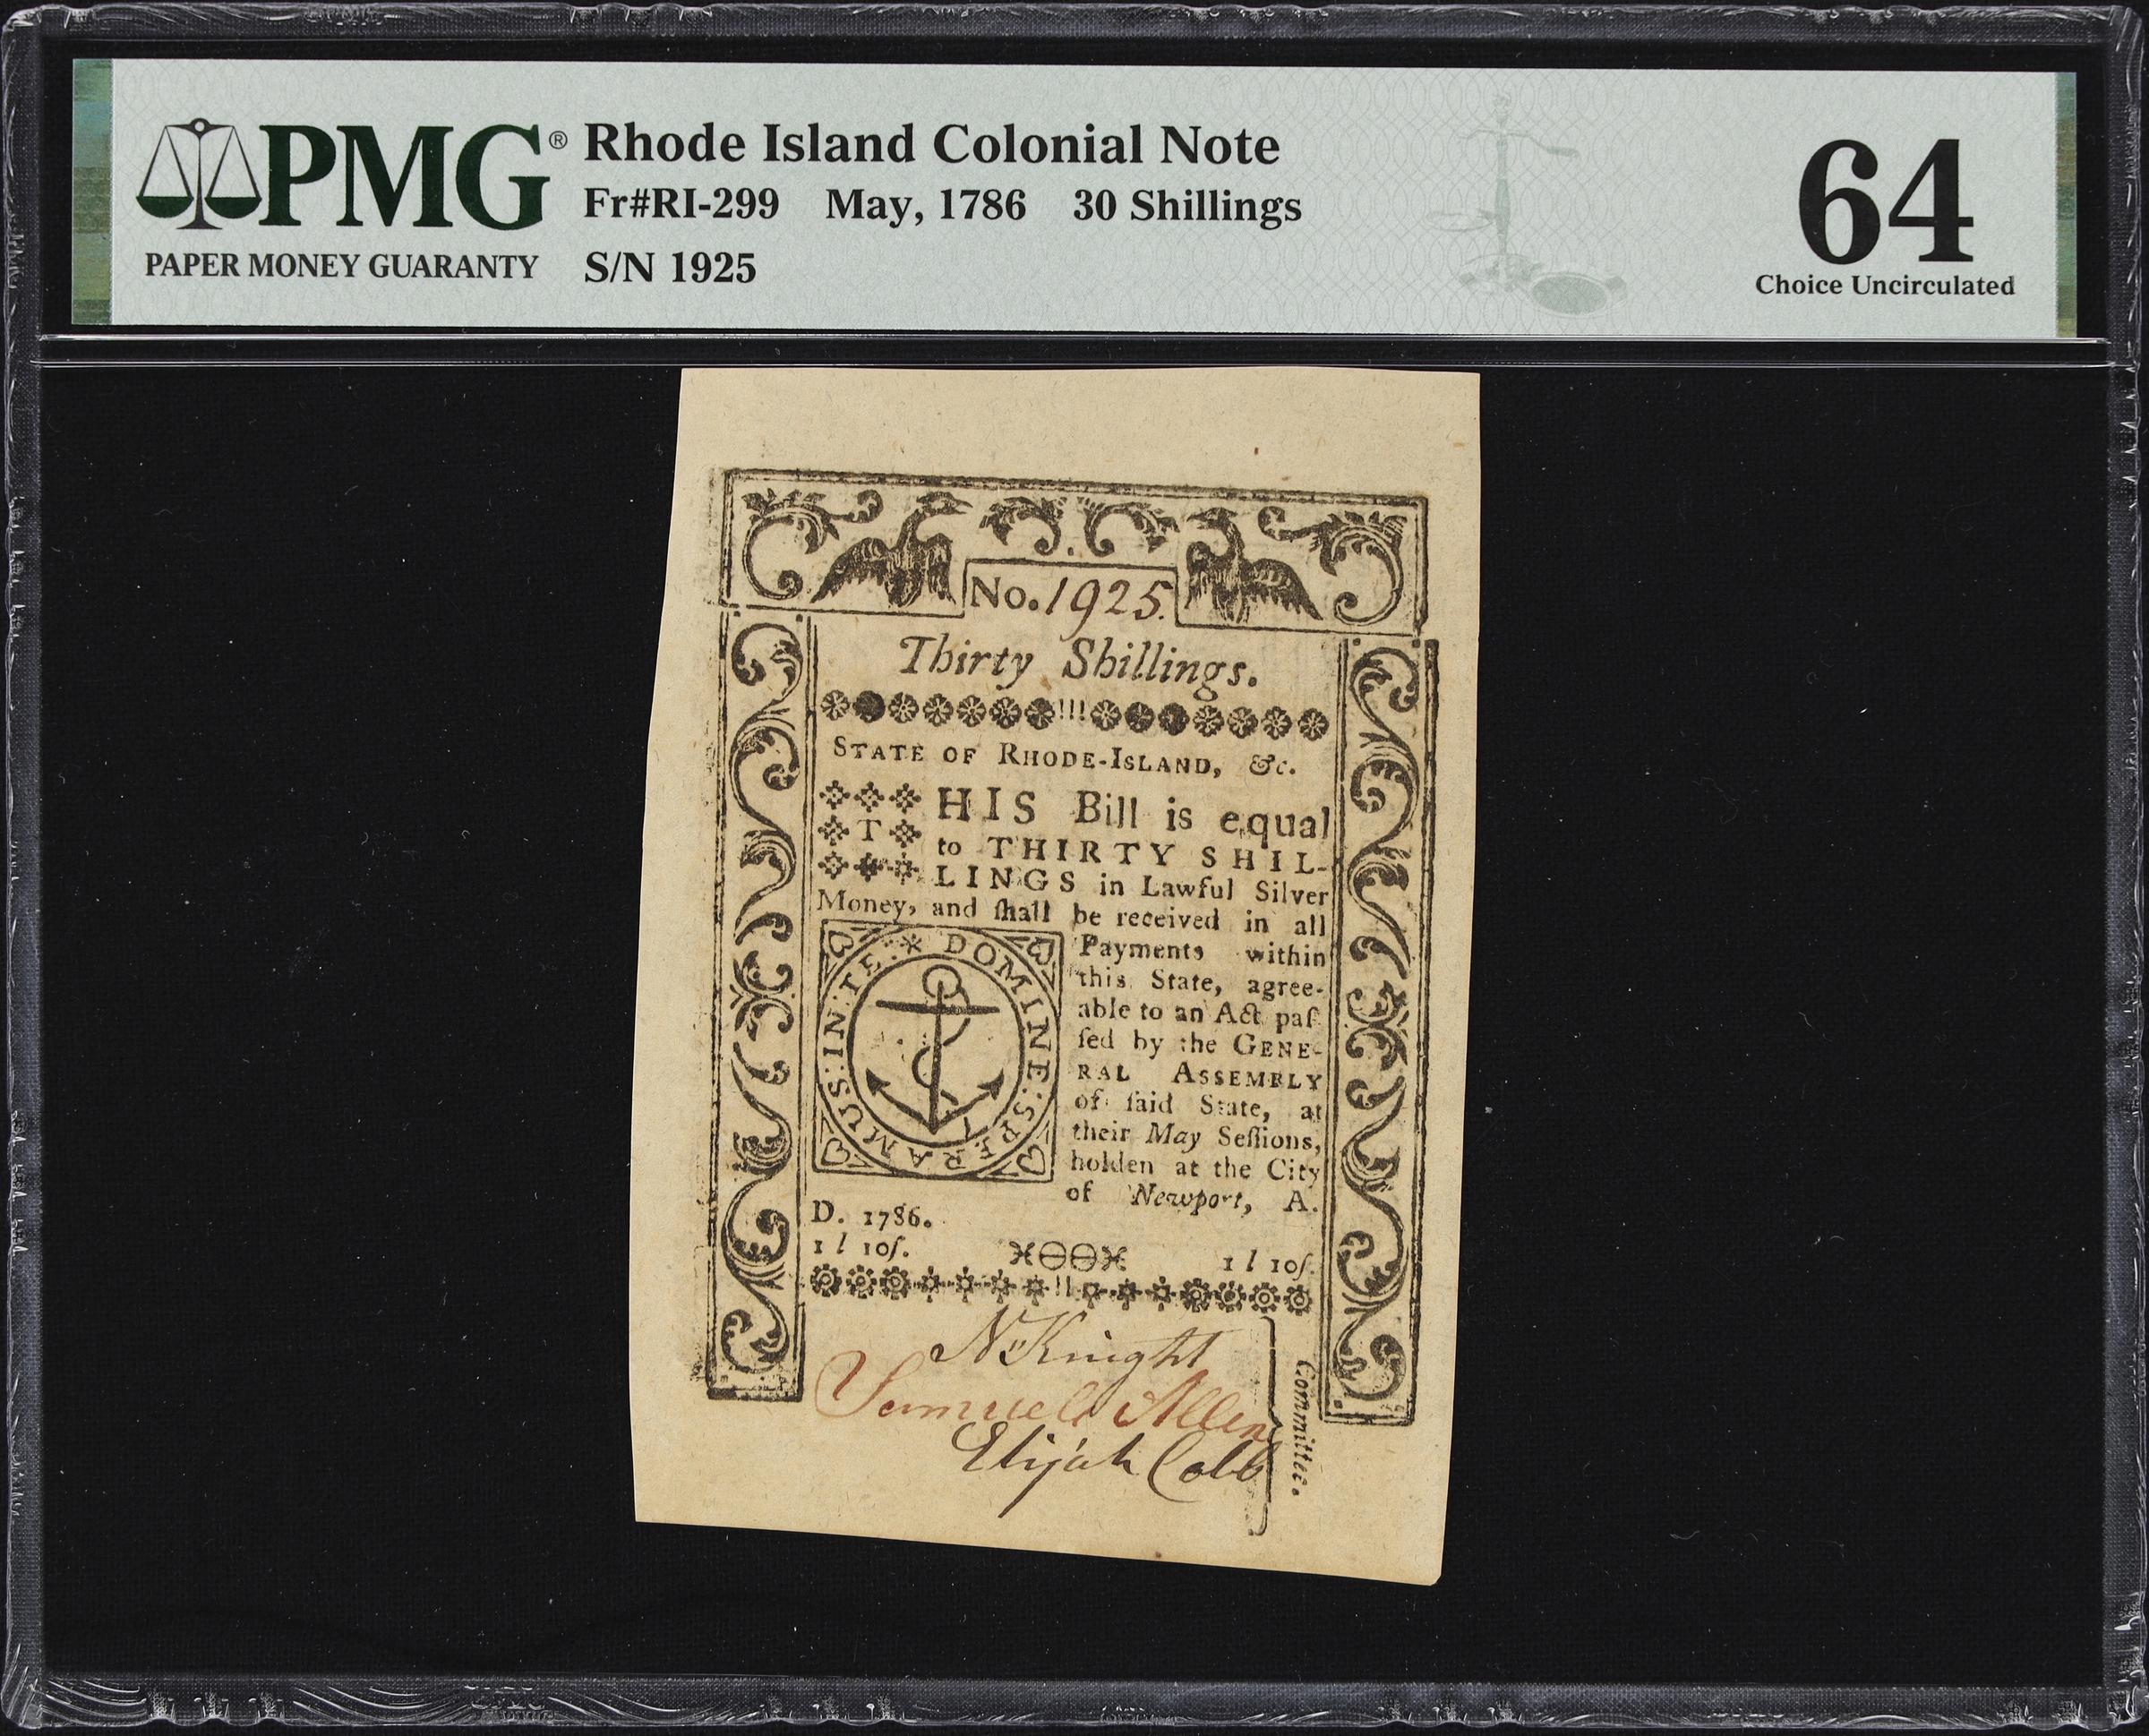 PMG® Rhode Island Colonial Note
Fr#RI-299 May, 1786 30 Shillings
PAPER MONEY GUARANTY S/N 1925
64
Choice Uncirculated
No. 1925.
Thirty Shillings.
STATE OF RHODE-ISLAND, &c.
THIS Bill is equal
to THIRTY SHIL-
LINGS in Lawful Silver
Money, and ſhall be received in all
Payments within
this State, agree-
able to an Act paſ-
ſed by the GENE-
RAL ASSEMBLY
of ſaid State, at
their May Seſſions,
holden at the City
of Newport, A.
D. 1786.
IN:TE:* DOMINE:SPERAMUS:
1 l 10ſ. 1 l 10ſ.
N Knight
Samuel Allen
Elijah Cobb
Committee.